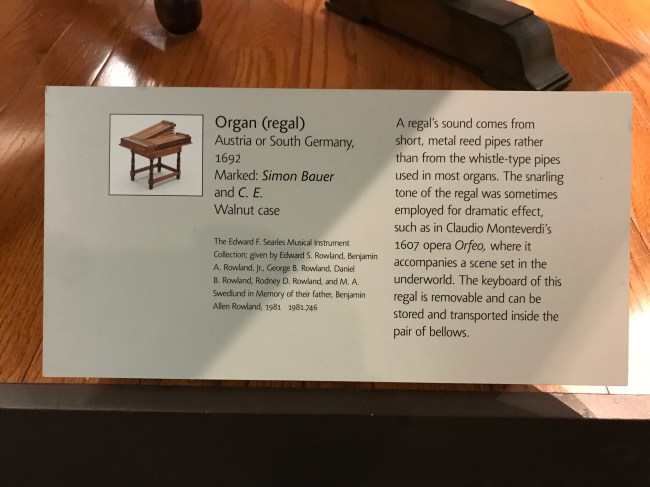 Organ (regal)
Austria or South Germany,
1692
Marked: Simon Bauer
and C. E.
Walnut case
The Edward F. Searles Musical Instrument
Collection: given by Edward S. Rowland, Benjamin
A. Rowland, Jr., George B. Rowland, Daniel
B. Rowland, Rodney D. Rowland, and M. A.
Swedlund in Memory of their father, Benjamin
Allen Rowland, 1981 1981.746
A regal's sound comes from
short, metal reed pipes rather
than from the whistle-type pipes
used in most organs. The snarling
tone of the regal was sometimes
employed for dramatic effect,
such as in Claudio Monteverdi's
1607 opera Orfeo, where it
accompanies a scene set in the
underworld. The keyboard of this
regal is removable and can be
stored and transported inside the
pair of bellows.